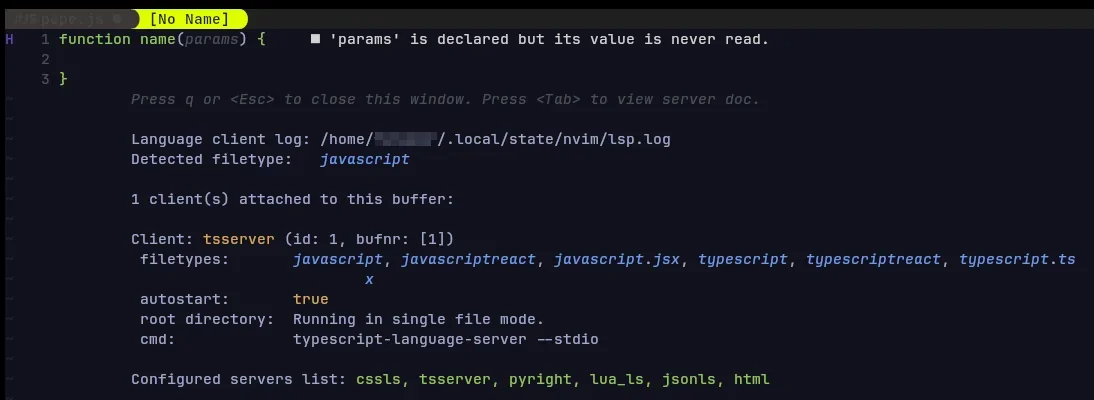 pepe.js ● [No Name]
H 1 function name(params) { ■ 'params' is declared but its value is never read.
2
3 }
~ Press q or <Esc> to close this window. Press <Tab> to view server doc.
~
~ Language client log: /home/ /.local/state/nvim/lsp.log
~ Detected filetype: javascript
~
~ 1 client(s) attached to this buffer:
~
~ Client: tsserver (id: 1, bufnr: [1])
~ filetypes: javascript, javascriptreact, javascript.jsx, typescript, typescriptreact, typescript.ts
~ x
~ autostart: true
~ root directory: Running in single file mode.
~ cmd: typescript-language-server --stdio
~
~ Configured servers list: cssls, tsserver, pyright, lua_ls, jsonls, html